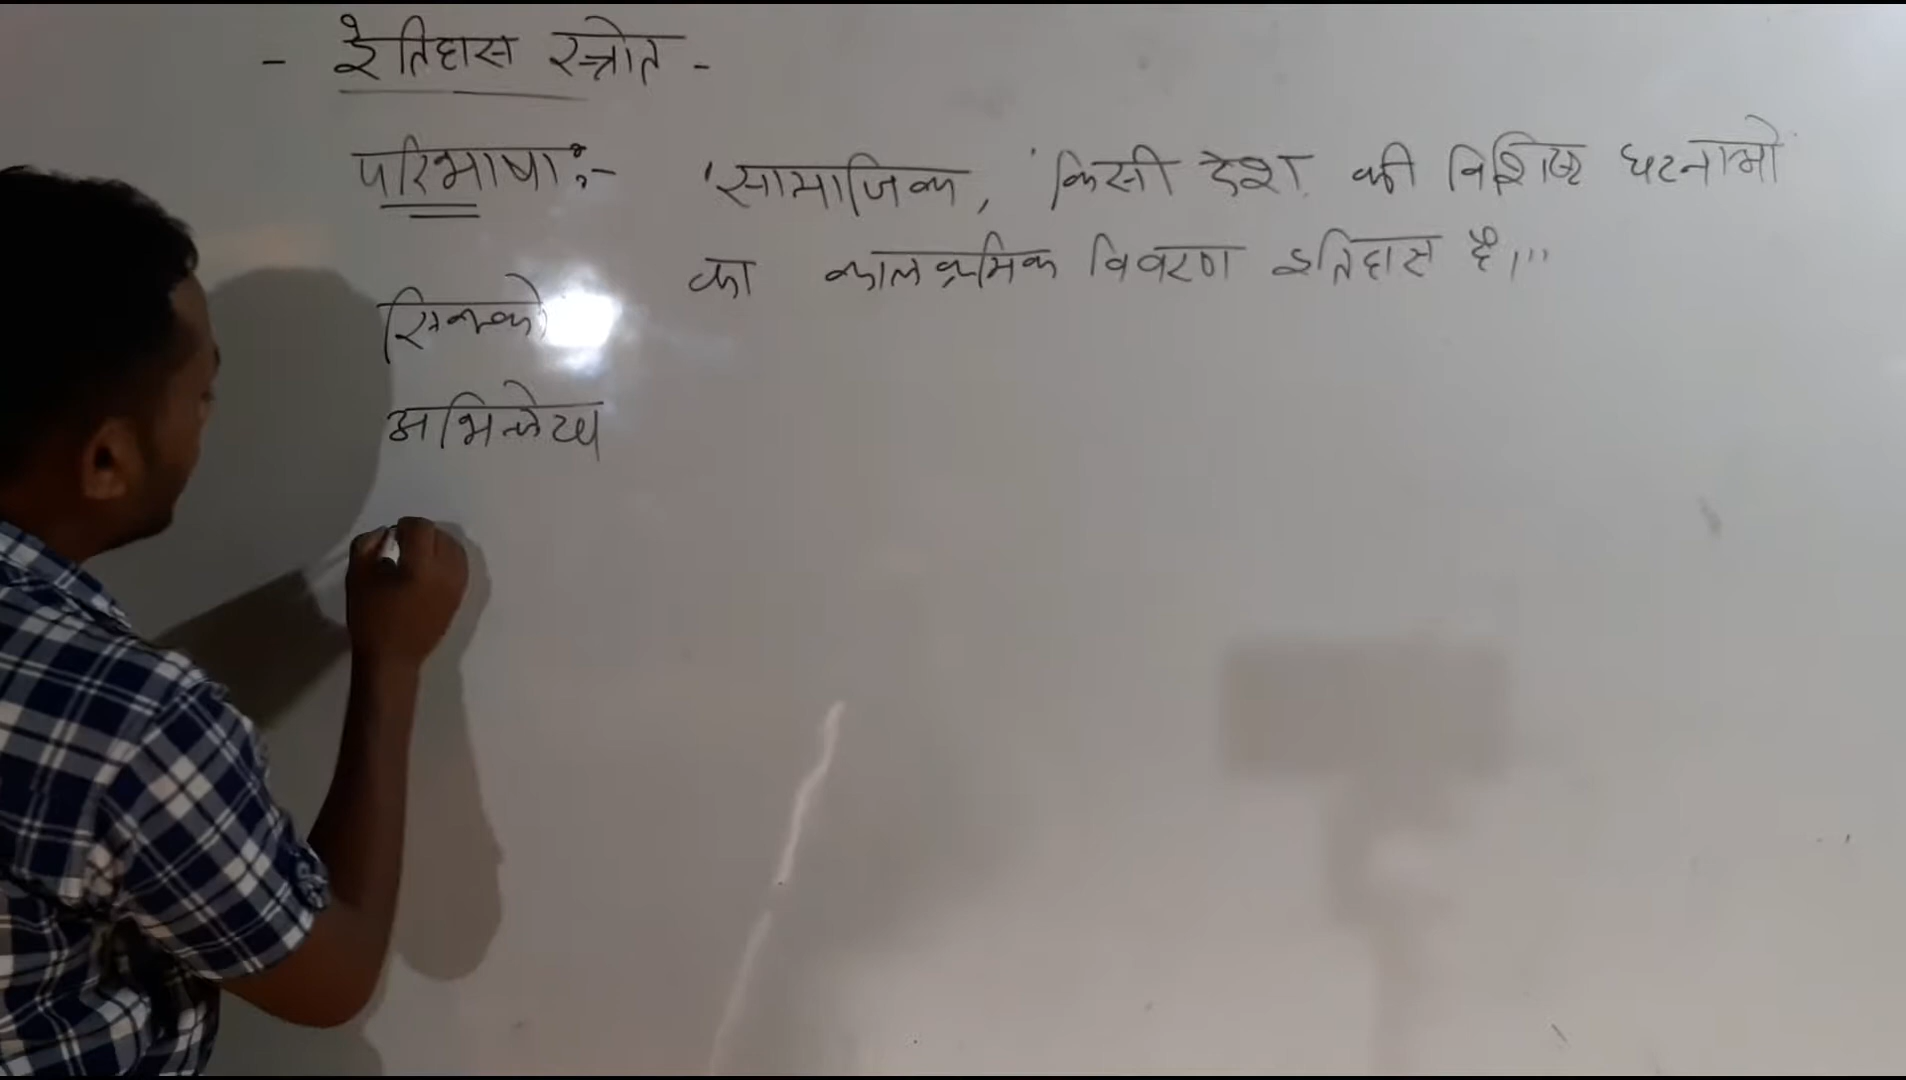 - इतिहास स्त्रोत -
परिभाषा :- 'सामाजिक, 'किसी देश की विशिष्ट घटनाओ
का कालक्रमिक विवरण इतिहास है।"
सिक्को
अभिलेख